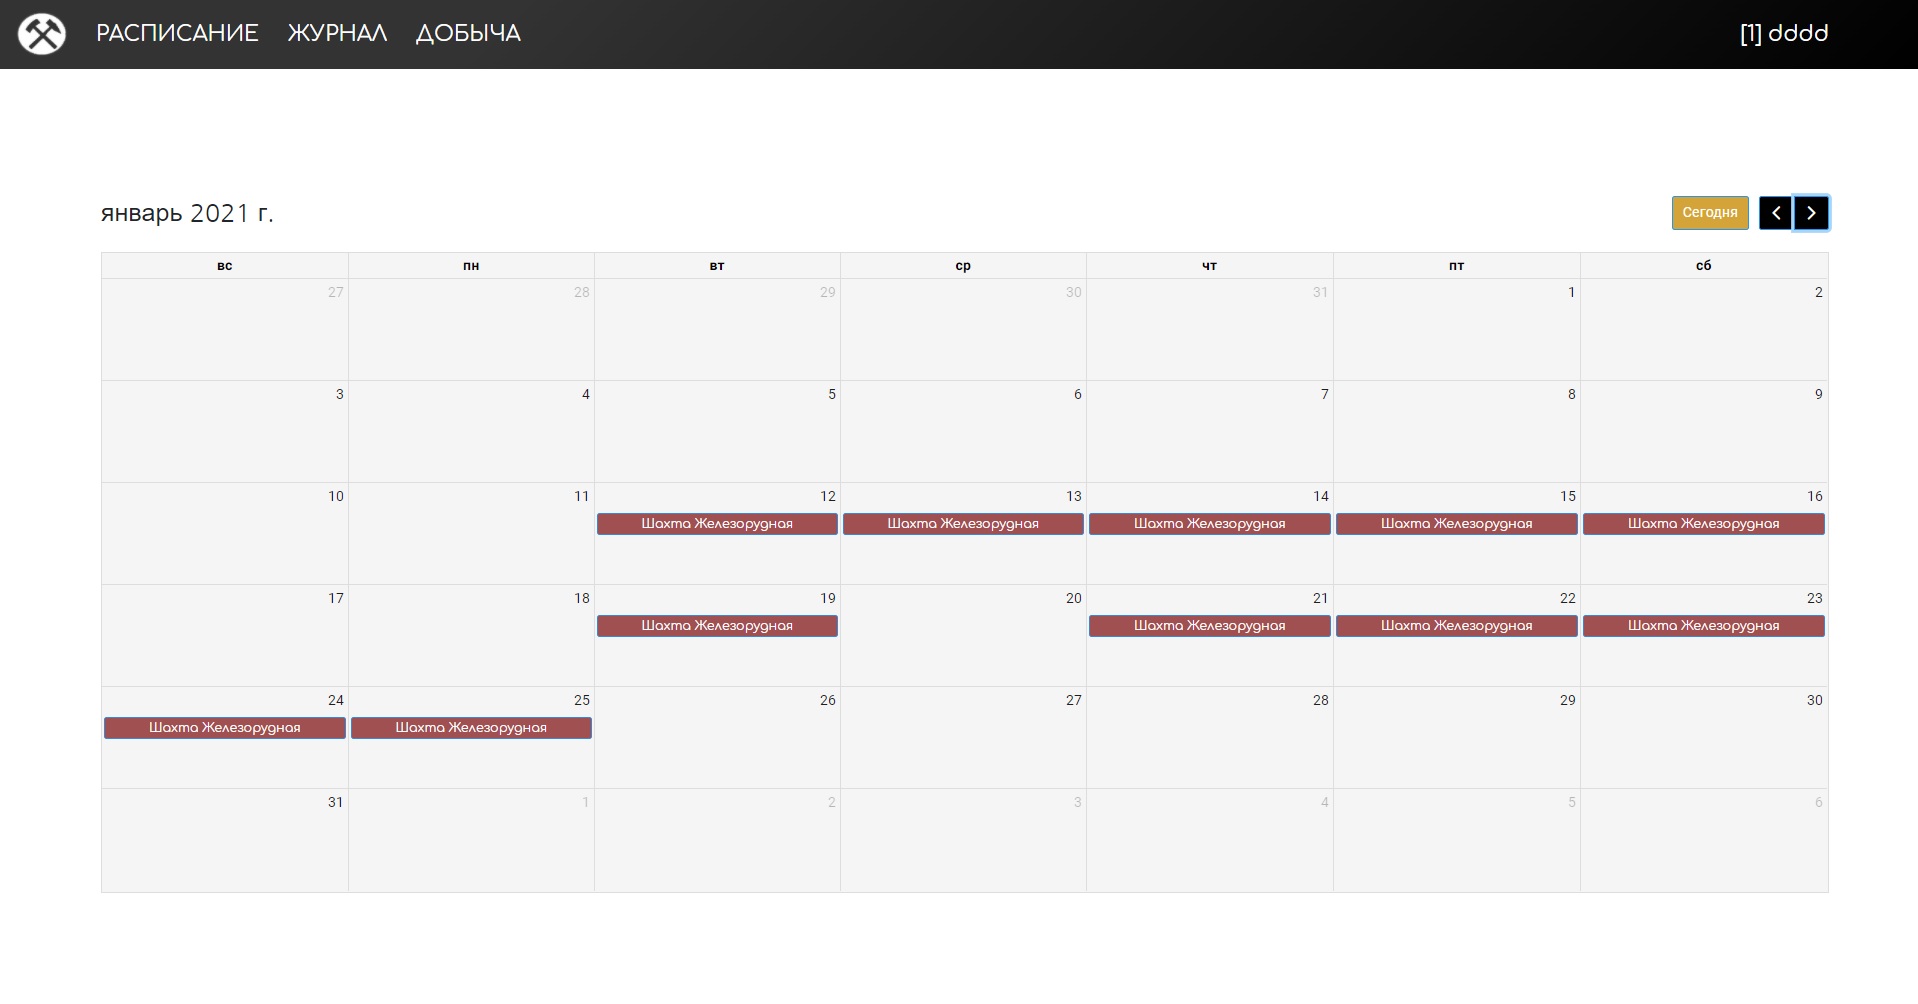 РАСПИСАНИЕ ЖУРНАЛ ДОБЫЧА [1] dddd
январь 2021 г. Сегодня
вс пн вт ср чт пт сб
27 28 29 30 31 1 2
3 4 5 6 7 8 9
10 11 12 13 14 15 16
Шахта Железорудная Шахта Железорудная Шахта Железорудная Шахта Железорудная Шахта Железорудная
17 18 19 20 21 22 23
Шахта Железорудная Шахта Железорудная Шахта Железорудная Шахта Железорудная
24 25 26 27 28 29 30
Шахта Железорудная Шахта Железорудная
31 1 2 3 4 5 6